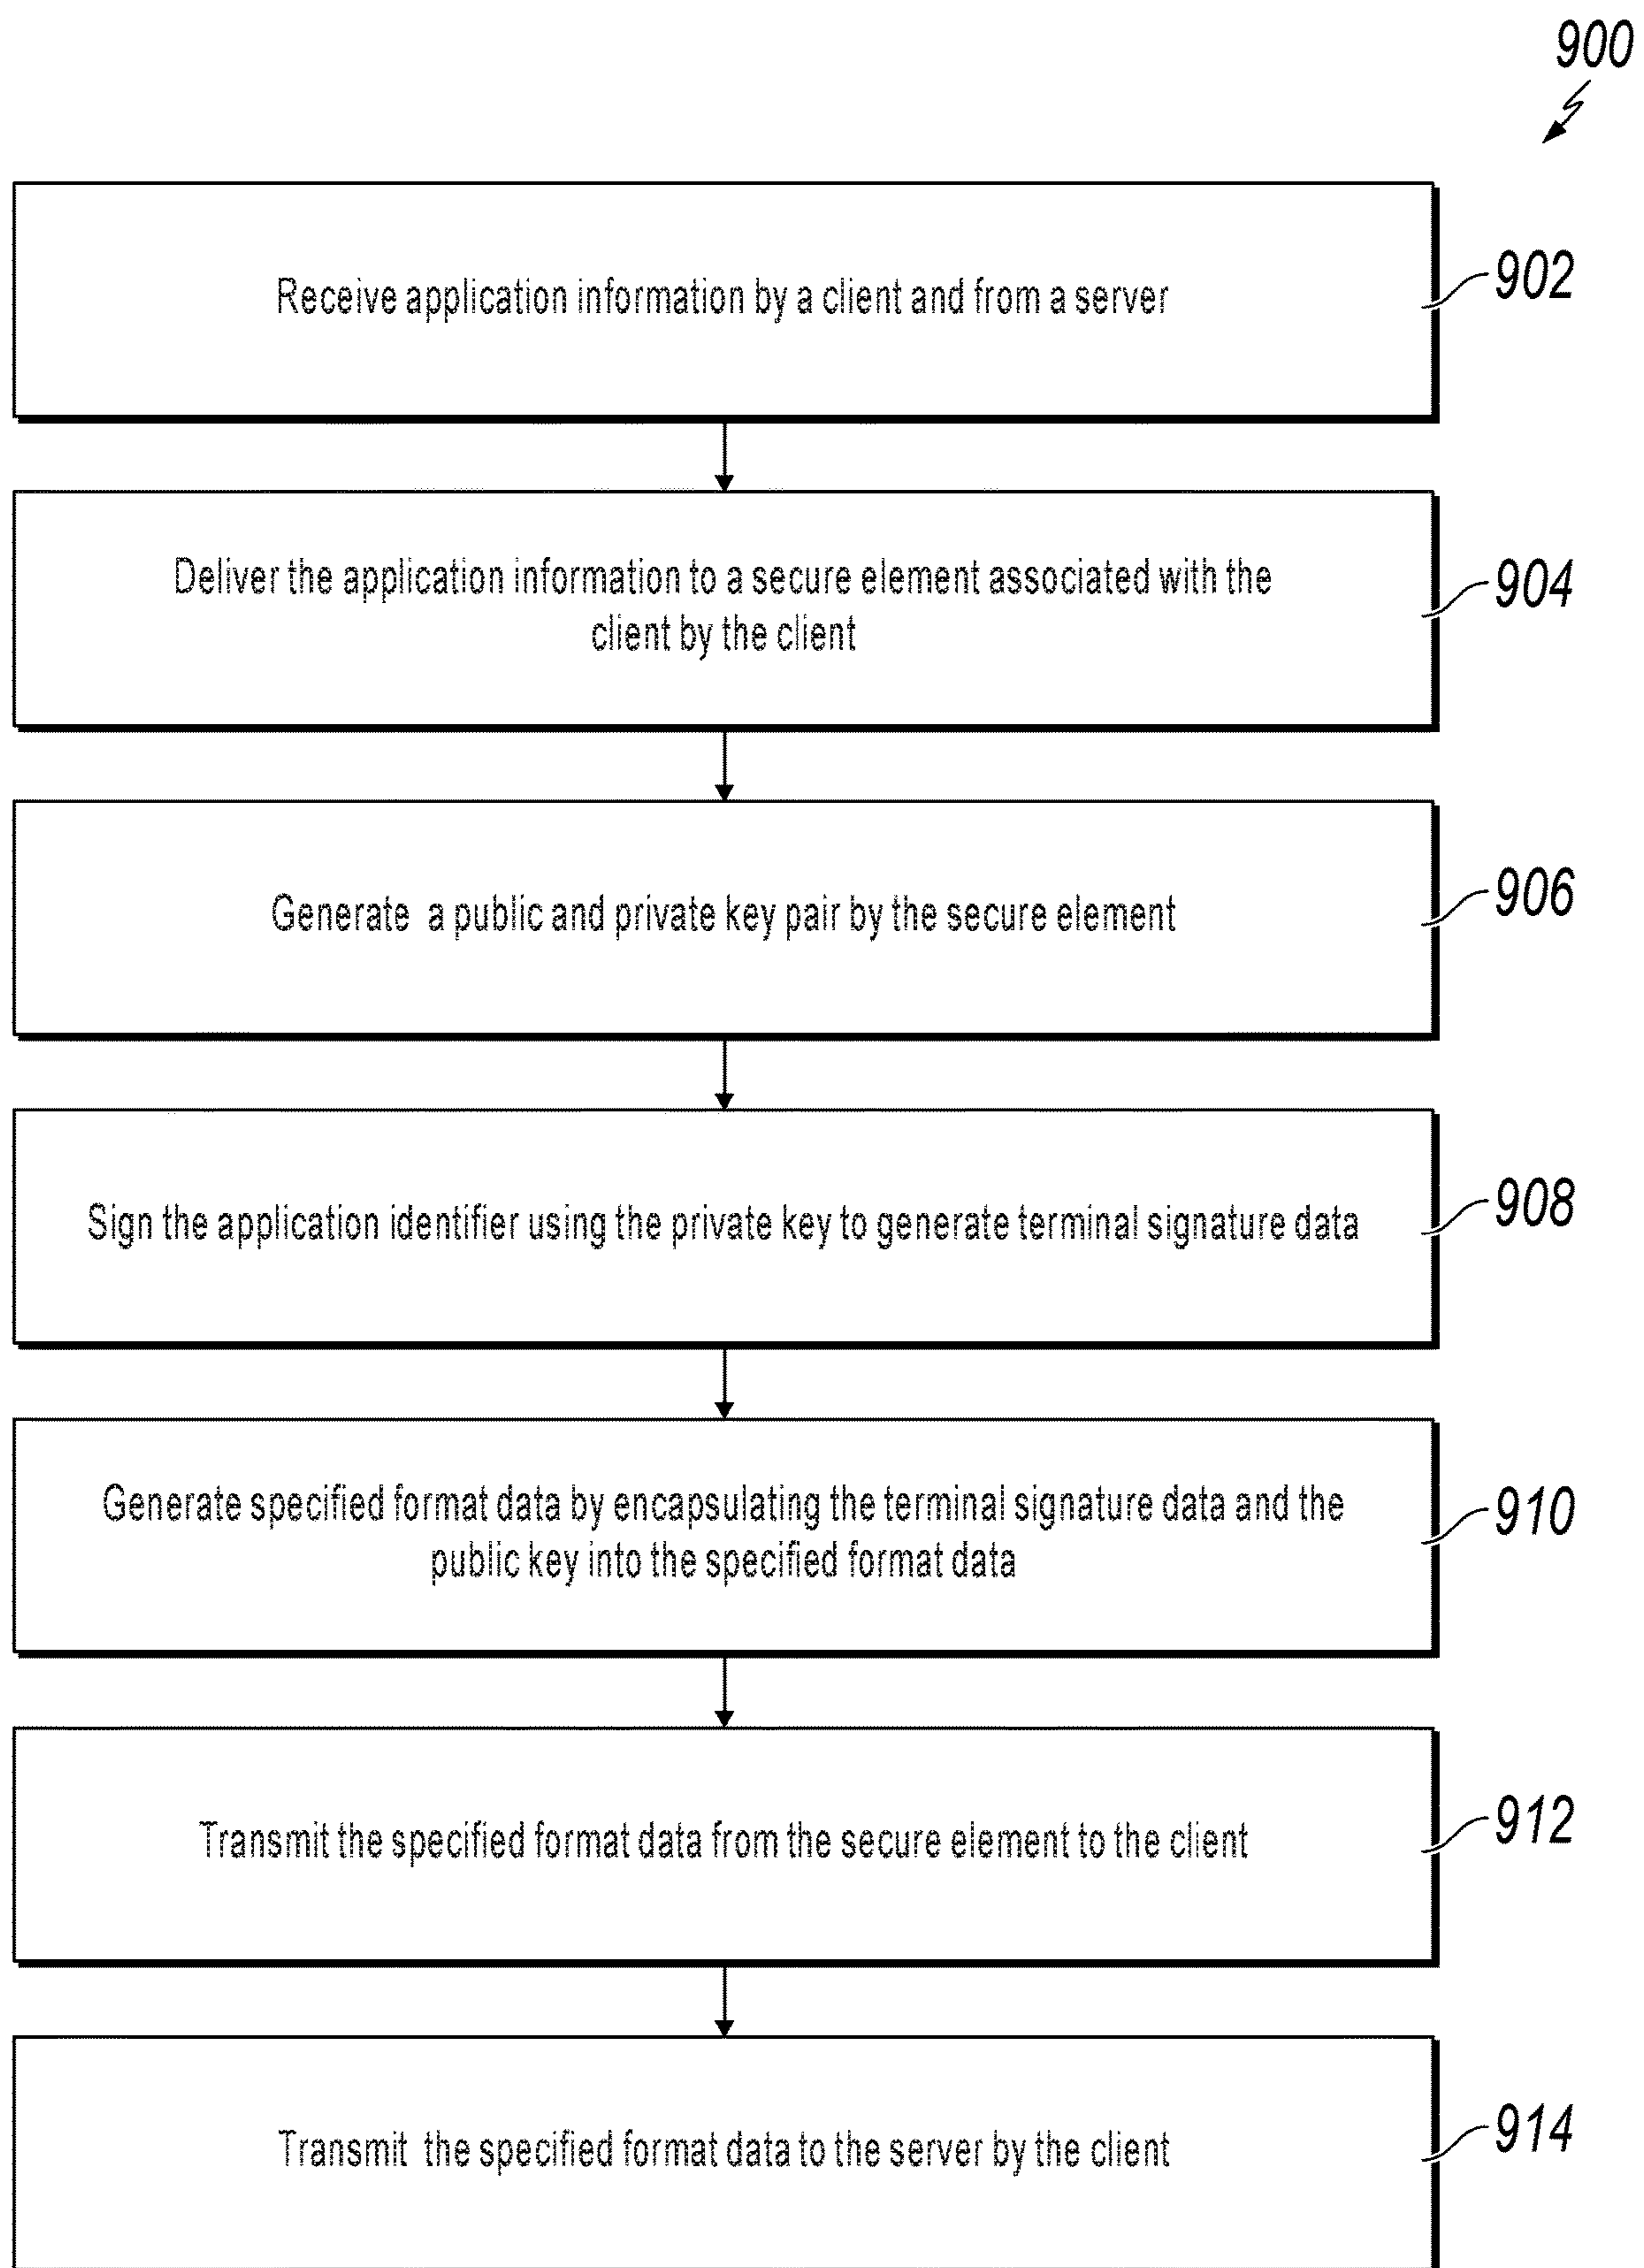 900
Receive application information by a client and from a server
902
Deliver the application information to a secure element associated with the
client by the client
904
Generate a public and private key pair by the secure element
906
Sign the application identifier using the private key to generate terminal signature data
908
Generate specified format data by encapsulating the terminal signature data and the
public key into the specified format data
910
Transmit the specified format data from the secure element to the client
912
Transmit the specified format data to the server by the client
914